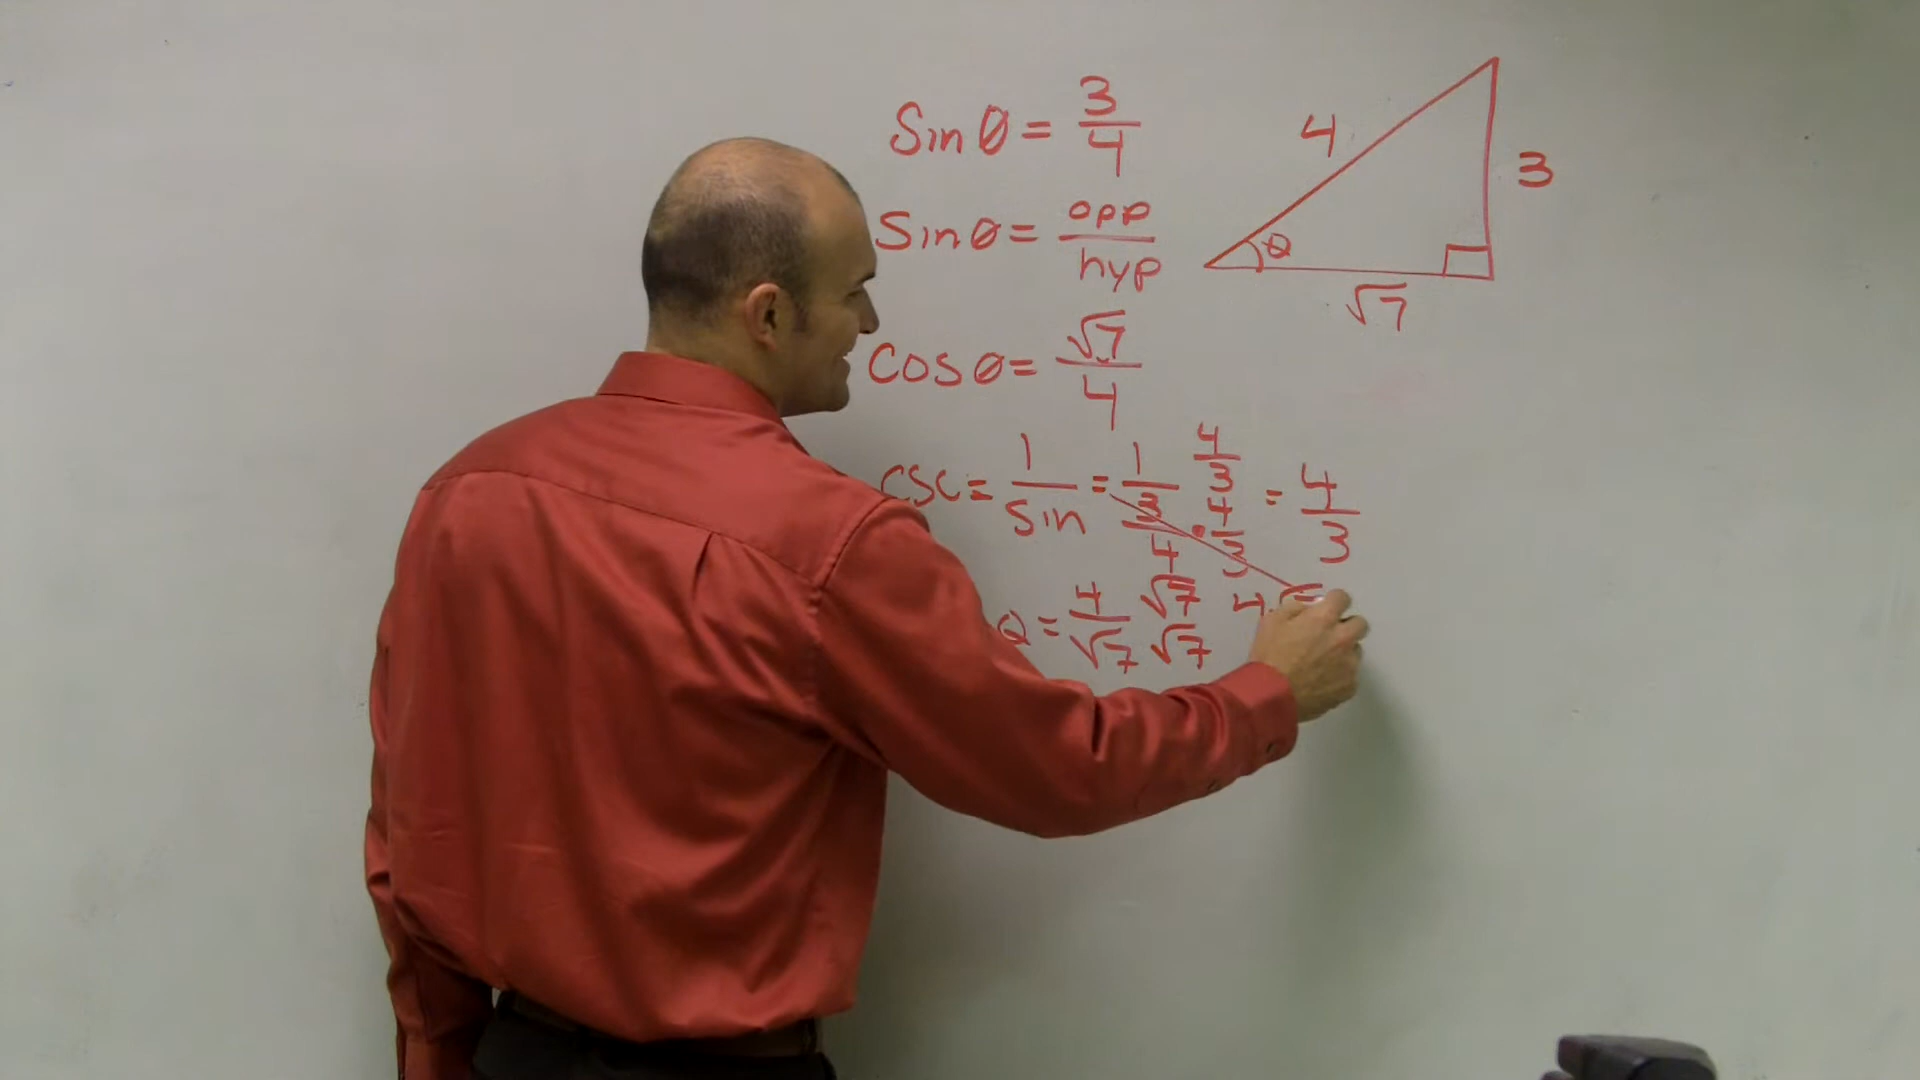 Sin θ = 3/4
Sin θ = opp/hyp
Cos θ = √7/4
CSC = 1/sin = 1/(3/4) · (4/3)/(4/3) = 4/3
θ = 4/√7 √7/√7 4
4
3
θ
√7